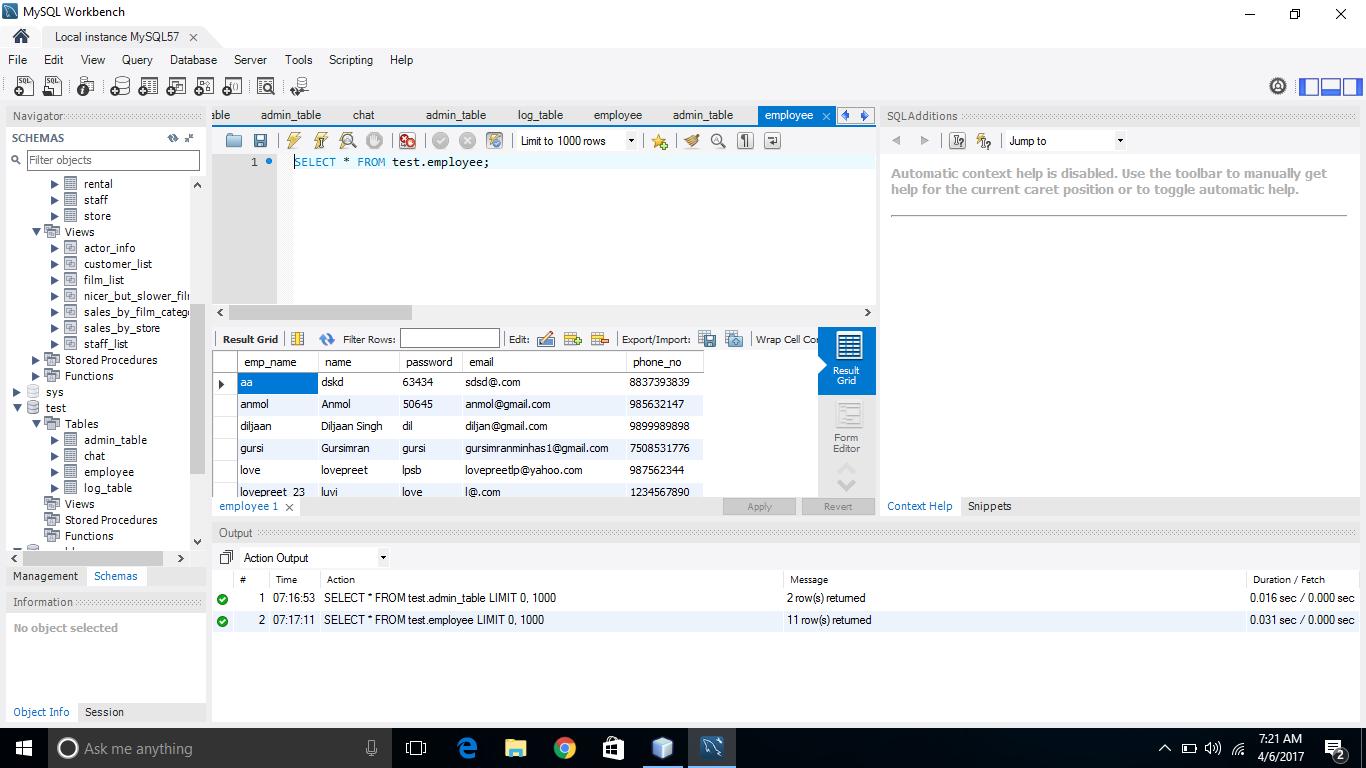 MySQL Workbench
Local instance MySQL57
File Edit View Query Database Server Tools Scripting Help
Navigator
SCHEMAS
Filter objects
rental
staff
store
Views
actor_info
customer_list
film_list
nicer_but_slower_film
sales_by_film_catego
sales_by_store
staff_list
Stored Procedures
Functions
sys
test
Tables
admin_table
chat
employee
log_table
Views
Stored Procedures
Functions
Management Schemas
Information
No object selected
Object Info Session
able admin_table chat admin_table log_table employee admin_table employee
Limit to 1000 rows
1 SELECT * FROM test.employee;
Result Grid Filter Rows: Edit: Export/Import: Wrap Cell Co
emp_name name password email phone_no
aa dskd 63434 sdsd@.com 8837393839
anmol Anmol 50645 anmol@gmail.com 985632147
diljaan Diljaan Singh dil diljan@gmail.com 9899989898
gursi Gursimran gursi gursimranminhas1@gmail.com 7508531776
love lovepreet lpsb lovepreetlp@yahoo.com 987562344
lovepreet_23 luvi love l@.com 1234567890
Result Grid
Form Editor
employee 1
Apply Revert
SQLAdditions
Jump to
Automatic context help is disabled. Use the toolbar to manually get
help for the current caret position or to toggle automatic help.
Context Help Snippets
Output
Action Output
# Time Action Message Duration / Fetch
1 07:16:53 SELECT * FROM test.admin_table LIMIT 0, 1000 2 row(s) returned 0.016 sec / 0.000 sec
2 07:17:11 SELECT * FROM test.employee LIMIT 0, 1000 11 row(s) returned 0.031 sec / 0.000 sec
Ask me anything
7:21 AM
4/6/2017
2